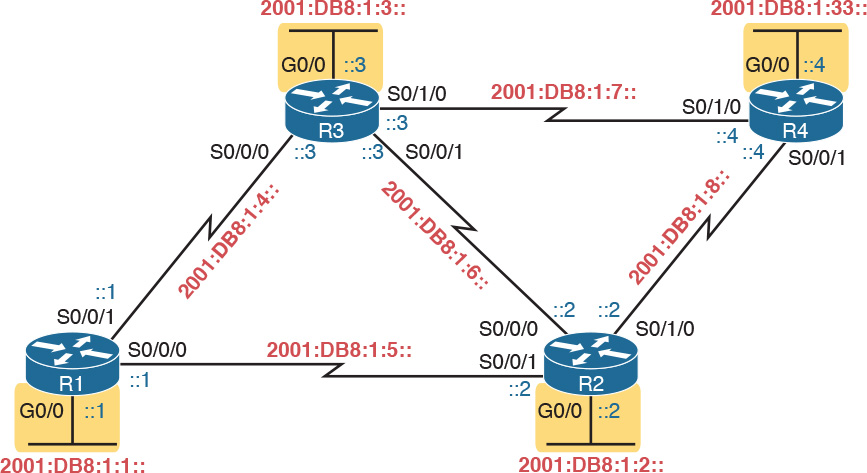 2001:DB8:1:3::
2001:DB8:1:33::
G0/0 ::3
G0/0 ::4
S0/1/0
2001:DB8:1:7::
S0/1/0
R3
R4
::3
::4
S0/0/0
::3
::3
S0/0/1
::4
S0/0/1
2001:DB8:1:4::
2001:DB8:1:6::
2001:DB8:1:8::
::1
S0/0/1
::2
::2
S0/0/0
S0/1/0
S0/0/0
2001:DB8:1:5::
S0/0/1
R1
::1
::2
R2
G0/0 ::1
G0/0 ::2
2001:DB8:1:1::
2001:DB8:1:2::